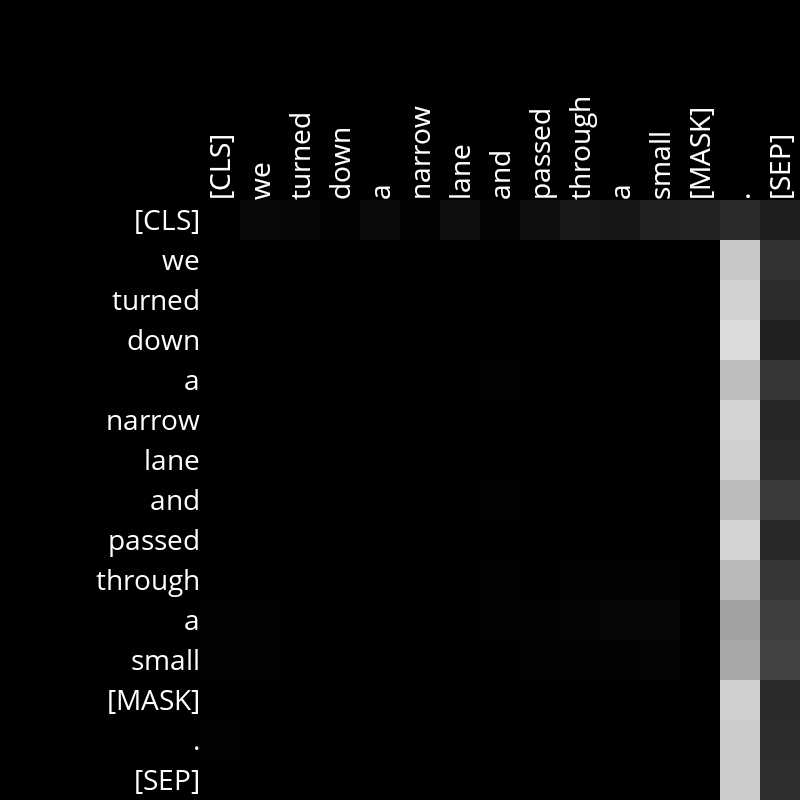 [CLS] we turned down a narrow lane and passed through a small [MASK] . [SEP]
[CLS]
we
turned
down
a
narrow
lane
and
passed
through
a
small
[MASK]
.
[SEP]